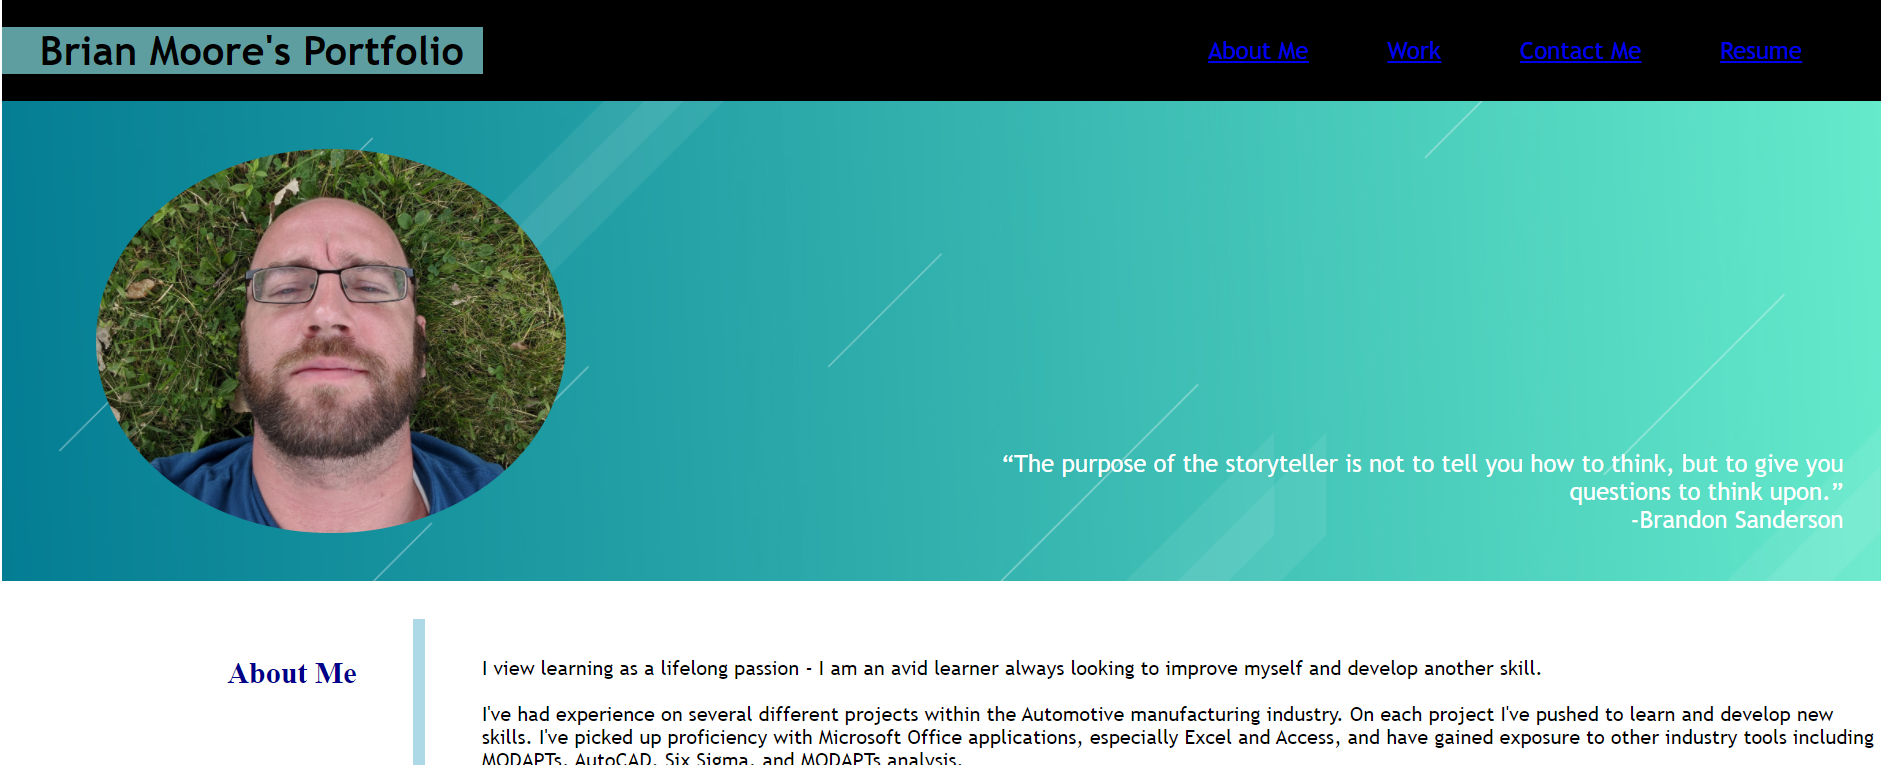 Brian Moore's Portfolio
About Me
Work
Contact Me
Resume
“The purpose of the storyteller is not to tell you how to think, but to give you
questions to think upon.”
-Brandon Sanderson
About Me
I view learning as a lifelong passion - I am an avid learner always looking to improve myself and develop another skill.
I've had experience on several different projects within the Automotive manufacturing industry. On each project I've pushed to learn and develop new
skills. I've picked up proficiency with Microsoft Office applications, especially Excel and Access, and have gained exposure to other industry tools including
MODAPTs, AutoCAD, Six Sigma, and MODAPTs analysis.